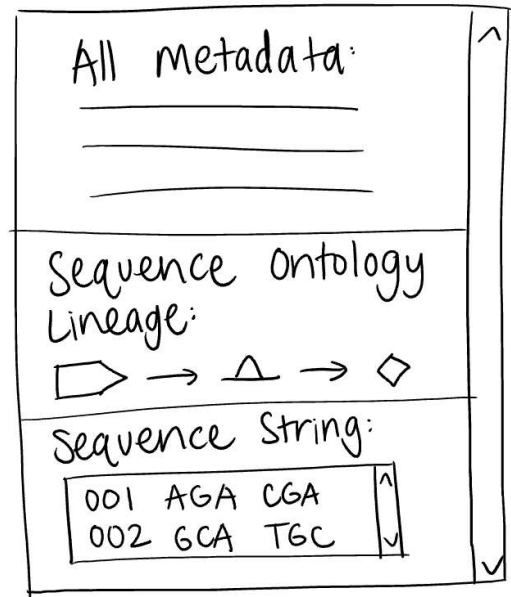 All metadata:
Sequence Ontology
Lineage:
Sequence String:
001 AGA CGA
002 GCA TGC